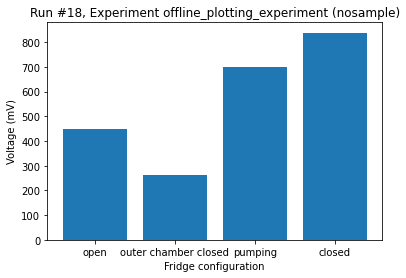 Run #18, Experiment offline_plotting_experiment (nosample)
800
700
600
500
400
300
200
100
0
Voltage (mV)
open outer chamber closed pumping closed
Fridge configuration